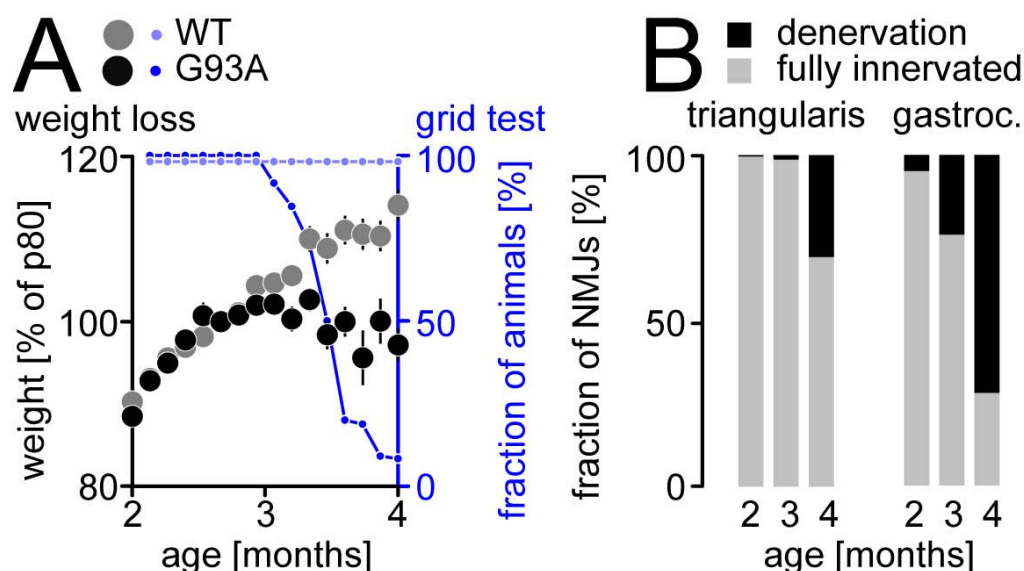 A
WT
G93A
weight loss
grid test
120
100
80
weight [% of p80]
100
50
0
fraction of animals [%]
2
3
4
age [months]
B
denervation
fully innervated
triangularis
gastroc.
100
50
0
fraction of NMJs [%]
2 3 4
2 3 4
age [months]